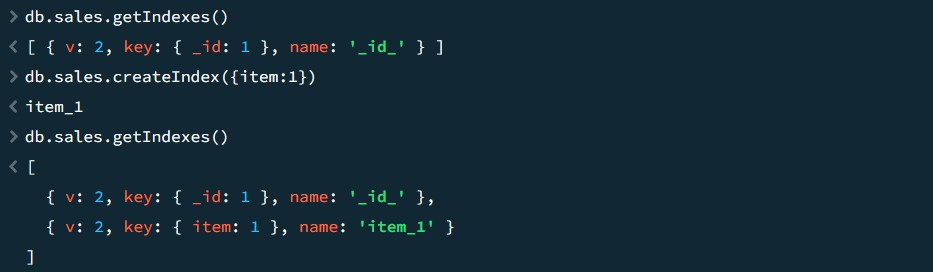 > db.sales.getIndexes()
< [ { v: 2, key: { _id: 1 }, name: '_id_' } ]
> db.sales.createIndex({item:1})
< item_1
> db.sales.getIndexes()
< [
{ v: 2, key: { _id: 1 }, name: '_id_' },
{ v: 2, key: { item: 1 }, name: 'item_1' }
]